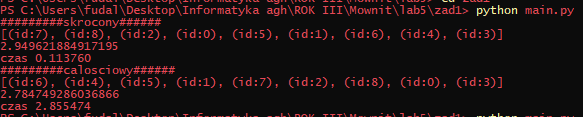 PS C:\Users\fudal\Desktop\Informatyka agh\ROK III\Mownit\lab5\zad1> python main.py
#########skrocony######
[(id:7), (id:8), (id:2), (id:0), (id:5), (id:1), (id:6), (id:4), (id:3)]
2.949621884917195
czas 0.113760
#########calosciowy######
[(id:6), (id:4), (id:5), (id:1), (id:7), (id:2), (id:8), (id:0), (id:3)]
2.784749286036866
czas 2.855474